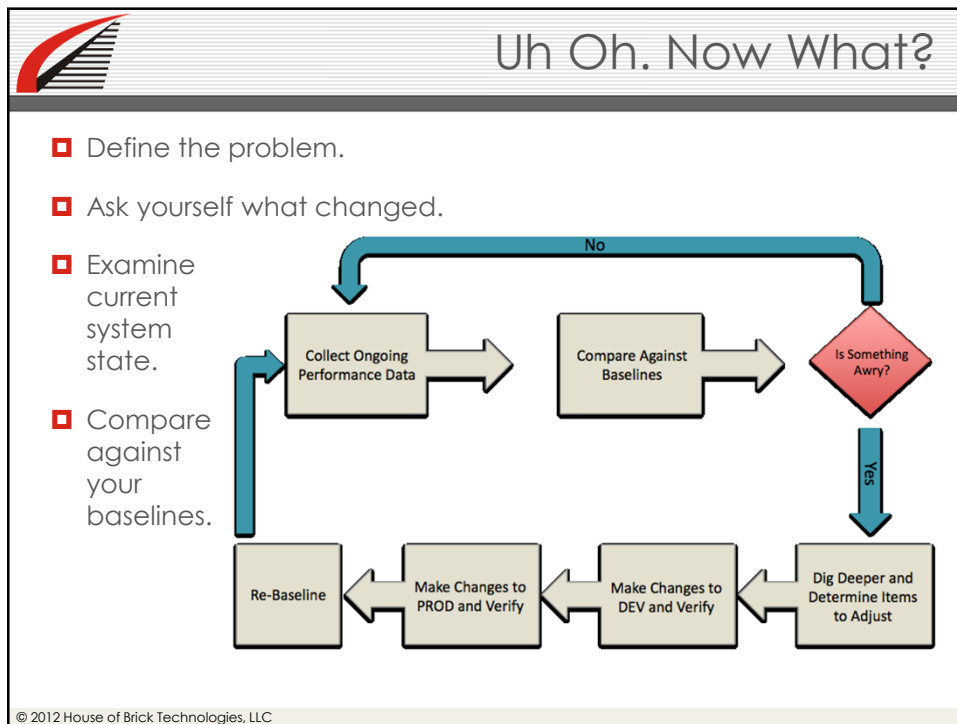 Uh Oh. Now What?
Define the problem.
Ask yourself what changed.
Examine
current
system
state.
Compare
against
your
baselines.
No
Collect Ongoing
Performance Data
Compare Against
Baselines
Is Something
Awry?
Yes
Dig Deeper and
Determine Items
to Adjust
Make Changes to
DEV and Verify
Make Changes to
PROD and Verify
Re-Baseline
© 2012 House of Brick Technologies, LLC